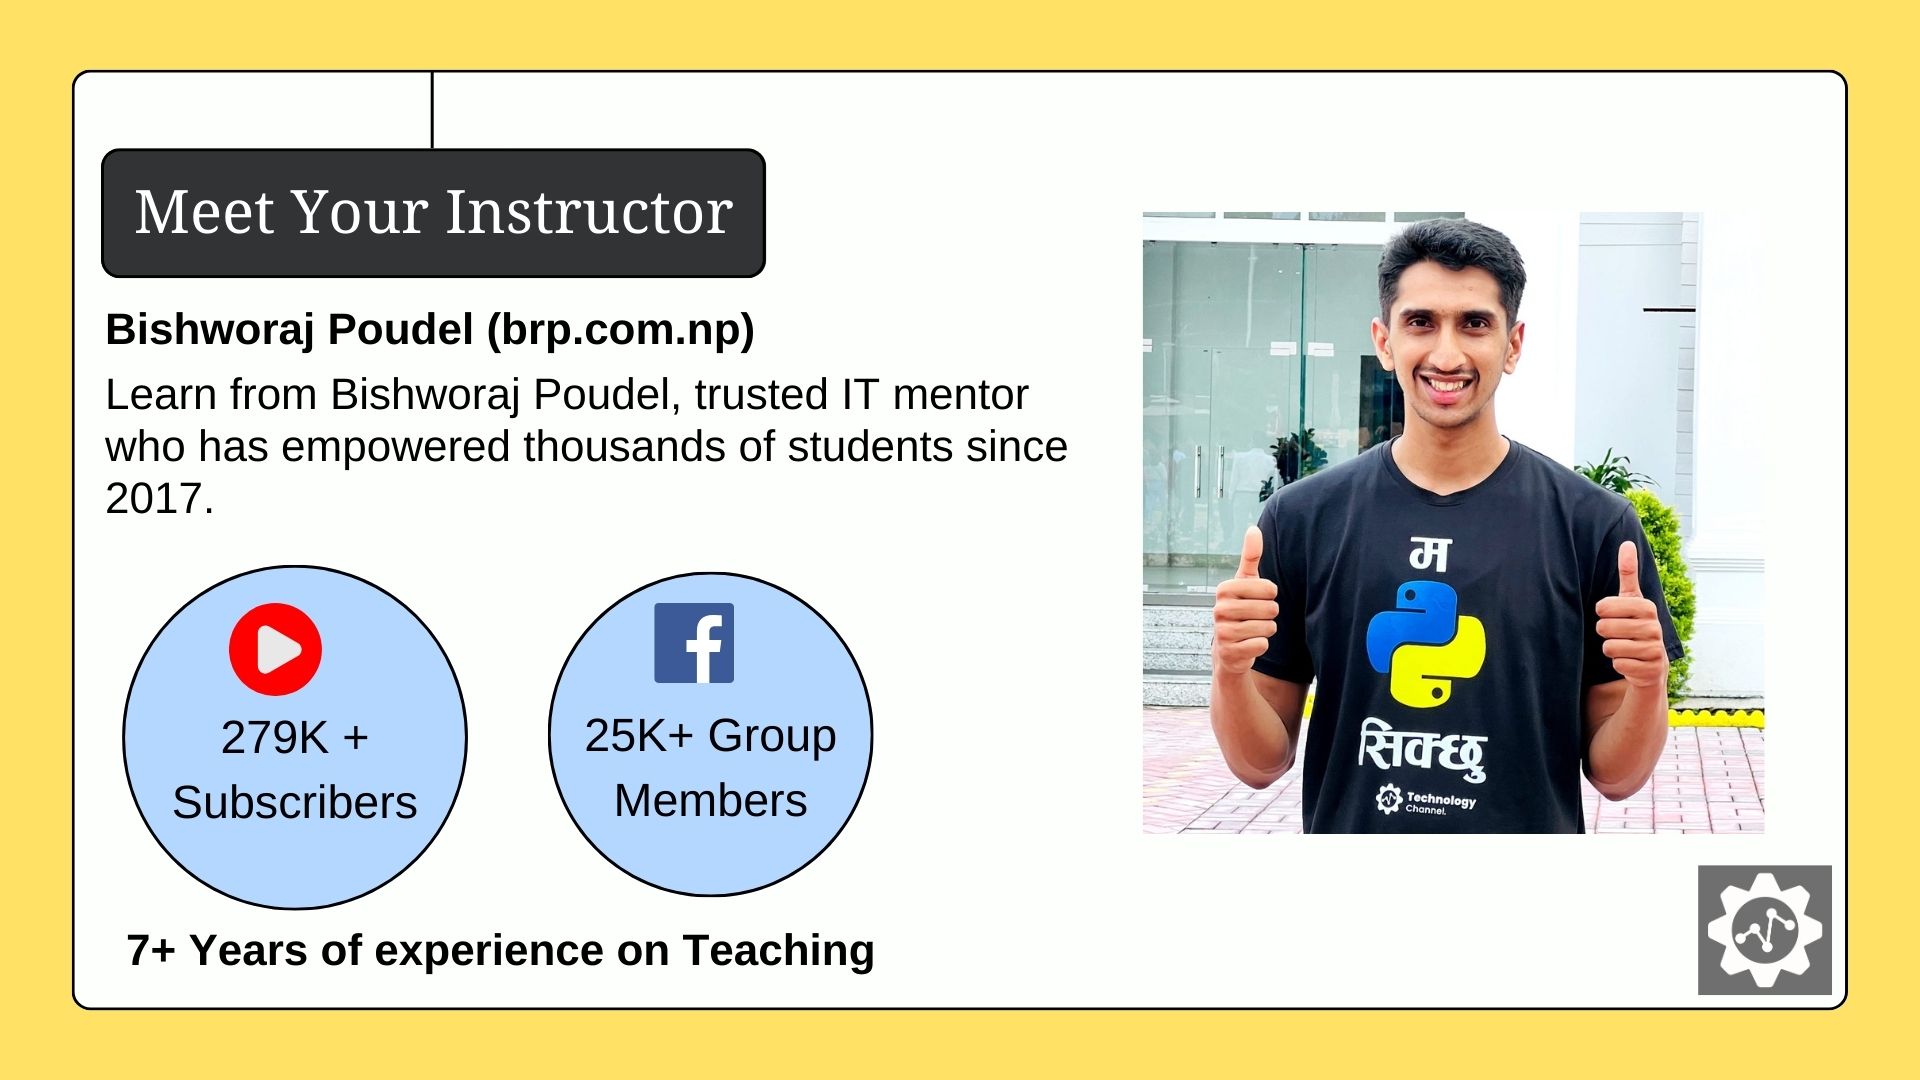 Meet Your Instructor
Bishworaj Poudel (brp.com.np)
Learn from Bishworaj Poudel, trusted IT mentor
who has empowered thousands of students since
2017.
279K +
Subscribers
25K+ Group
Members
7+ Years of experience on Teaching
म
सिक्छु
Technology
Channel.